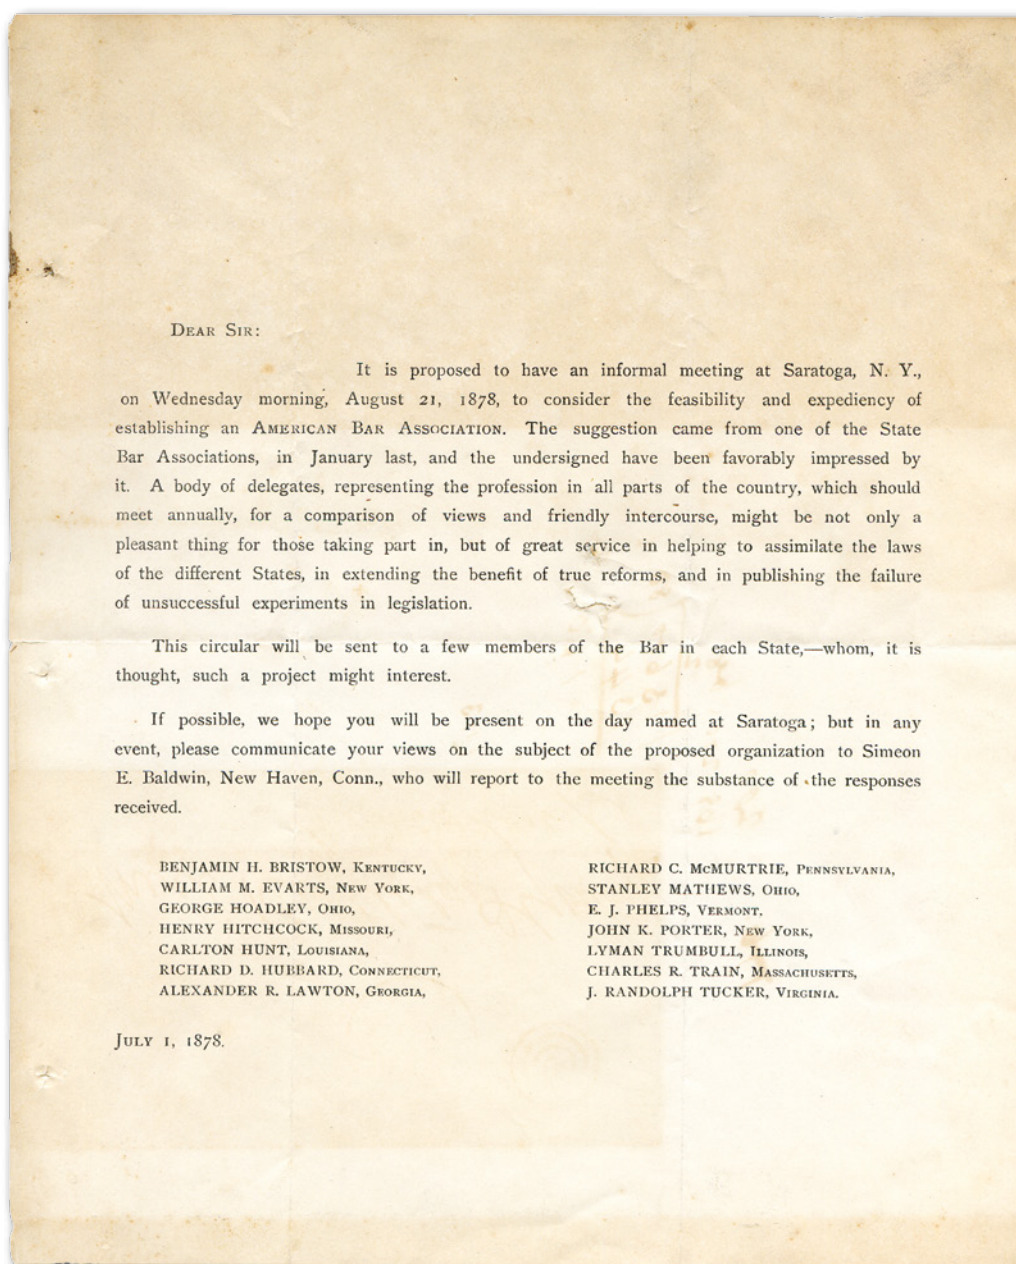 DEAR SIR:
It is proposed to have an informal meeting at Saratoga, N. Y.,
on Wednesday morning, August 21, 1878, to consider the feasibility and expediency of
establishing an AMERICAN BAR ASSOCIATION. The suggestion came from one of the State
Bar Associations, in January last, and the undersigned have been favorably impressed by
it. A body of delegates, representing the profession in all parts of the country, which should
meet annually, for a comparison of views and friendly intercourse, might be not only a
pleasant thing for those taking part in, but of great service in helping to assimilate the laws
of the different States, in extending the benefit of true reforms, and in publishing the failure
of unsuccessful experiments in legislation.
This circular will be sent to a few members of the Bar in each State,—whom, it is
thought, such a project might interest.
If possible, we hope you will be present on the day named at Saratoga; but in any
event, please communicate your views on the subject of the proposed organization to Simeon
E. Baldwin, New Haven, Conn., who will report to the meeting the substance of the responses
received.
BENJAMIN H. BRISTOW, KENTUCKY,
WILLIAM M. EVARTS, NEW YORK,
GEORGE HOADLEY, OHIO,
HENRY HITCHCOCK, MISSOURI,
CARLTON HUNT, LOUISIANA,
RICHARD D. HUBBARD, CONNECTICUT,
ALEXANDER R. LAWTON, GEORGIA,
RICHARD C. McMURTRIE, PENNSYLVANIA,
STANLEY MATHEWS, OHIO,
E. J. PHELPS, VERMONT,
JOHN K. PORTER, NEW YORK,
LYMAN TRUMBULL, ILLINOIS,
CHARLES R. TRAIN, MASSACHUSETTS,
J. RANDOLPH TUCKER, VIRGINIA.
JULY 1, 1878.